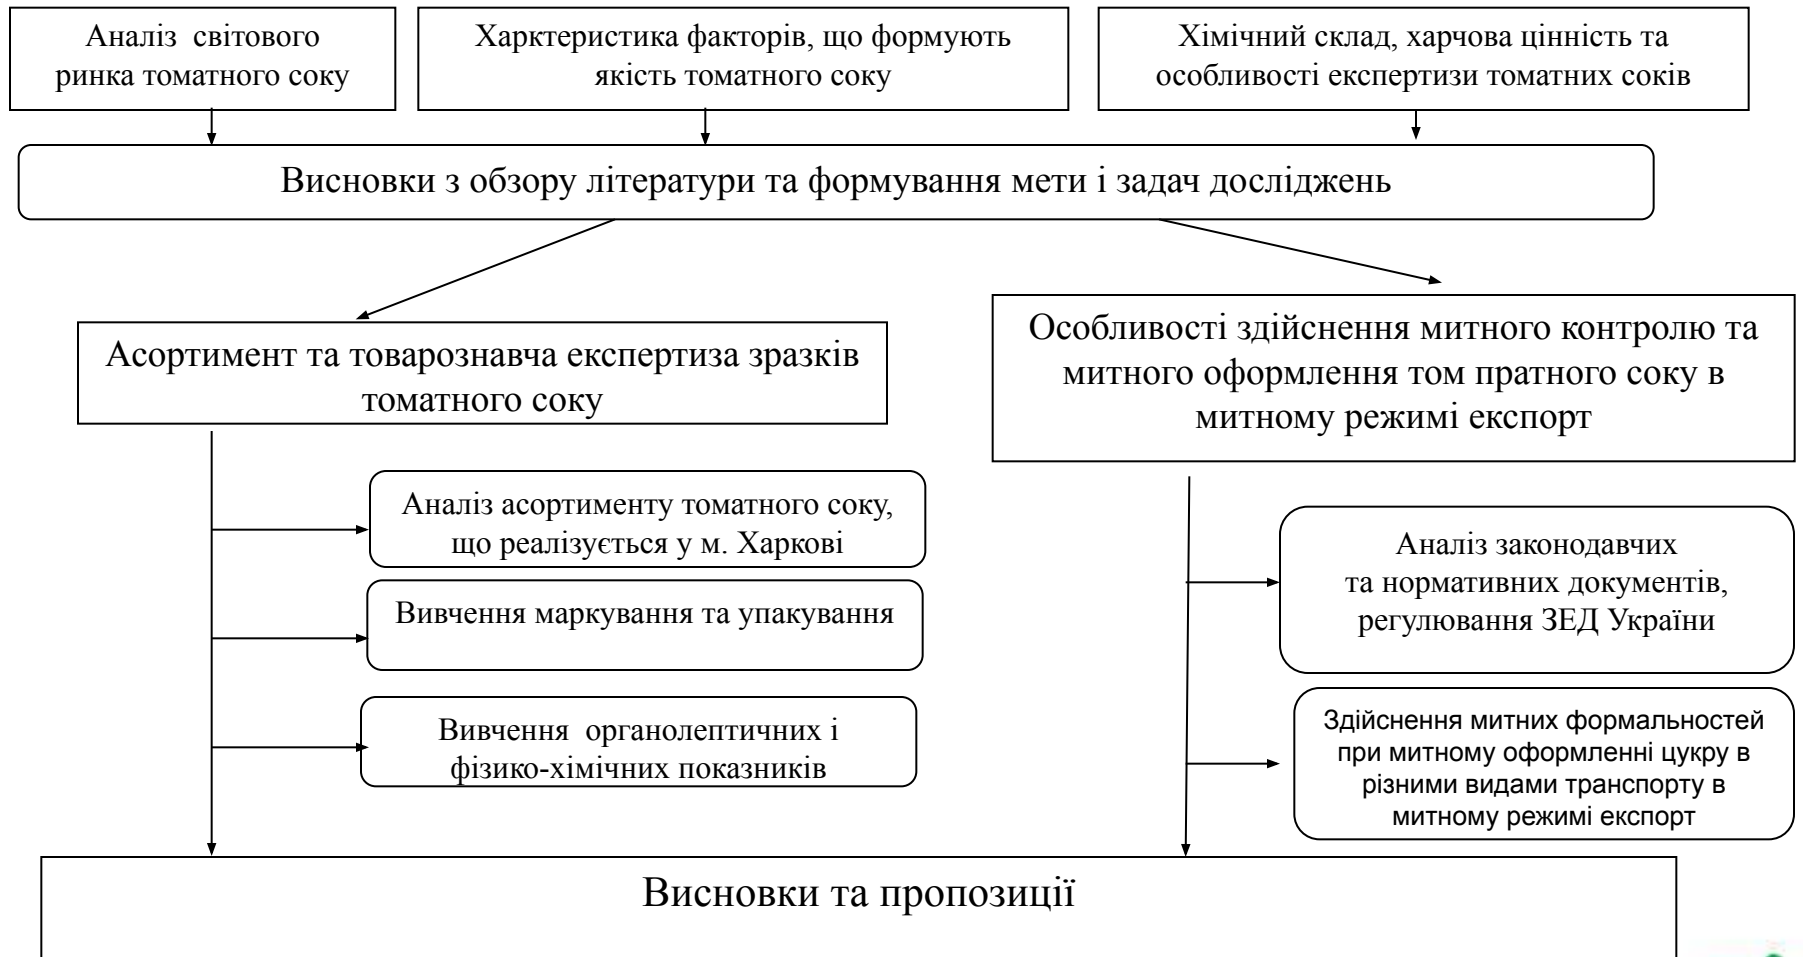 Аналіз світового
ринка томатного соку
Харктеристика факторів, що формують
якість томатного соку
Хімічний склад, харчова цінність та
особливості експертизи томатних соків
Висновки з обзору літератури та формування мети і задач досліджень
Асортимент та товарознавча експертиза зразків
томатного соку
Особливості здійснення митного контролю та
митного оформлення том пратного соку в
митному режимі експорт
Аналіз асортименту томатного соку,
що реалізується у м. Харкові
Вивчення маркування та упакування
Вивчення органолептичних і
фізико-хімічних показників
Аналіз законодавчих
та нормативних документів,
регулювання ЗЕД України
Здійснення митних формальностей
при митному оформленні цукру в
різними видами транспорту в
митному режимі експорт
Висновки та пропозиції